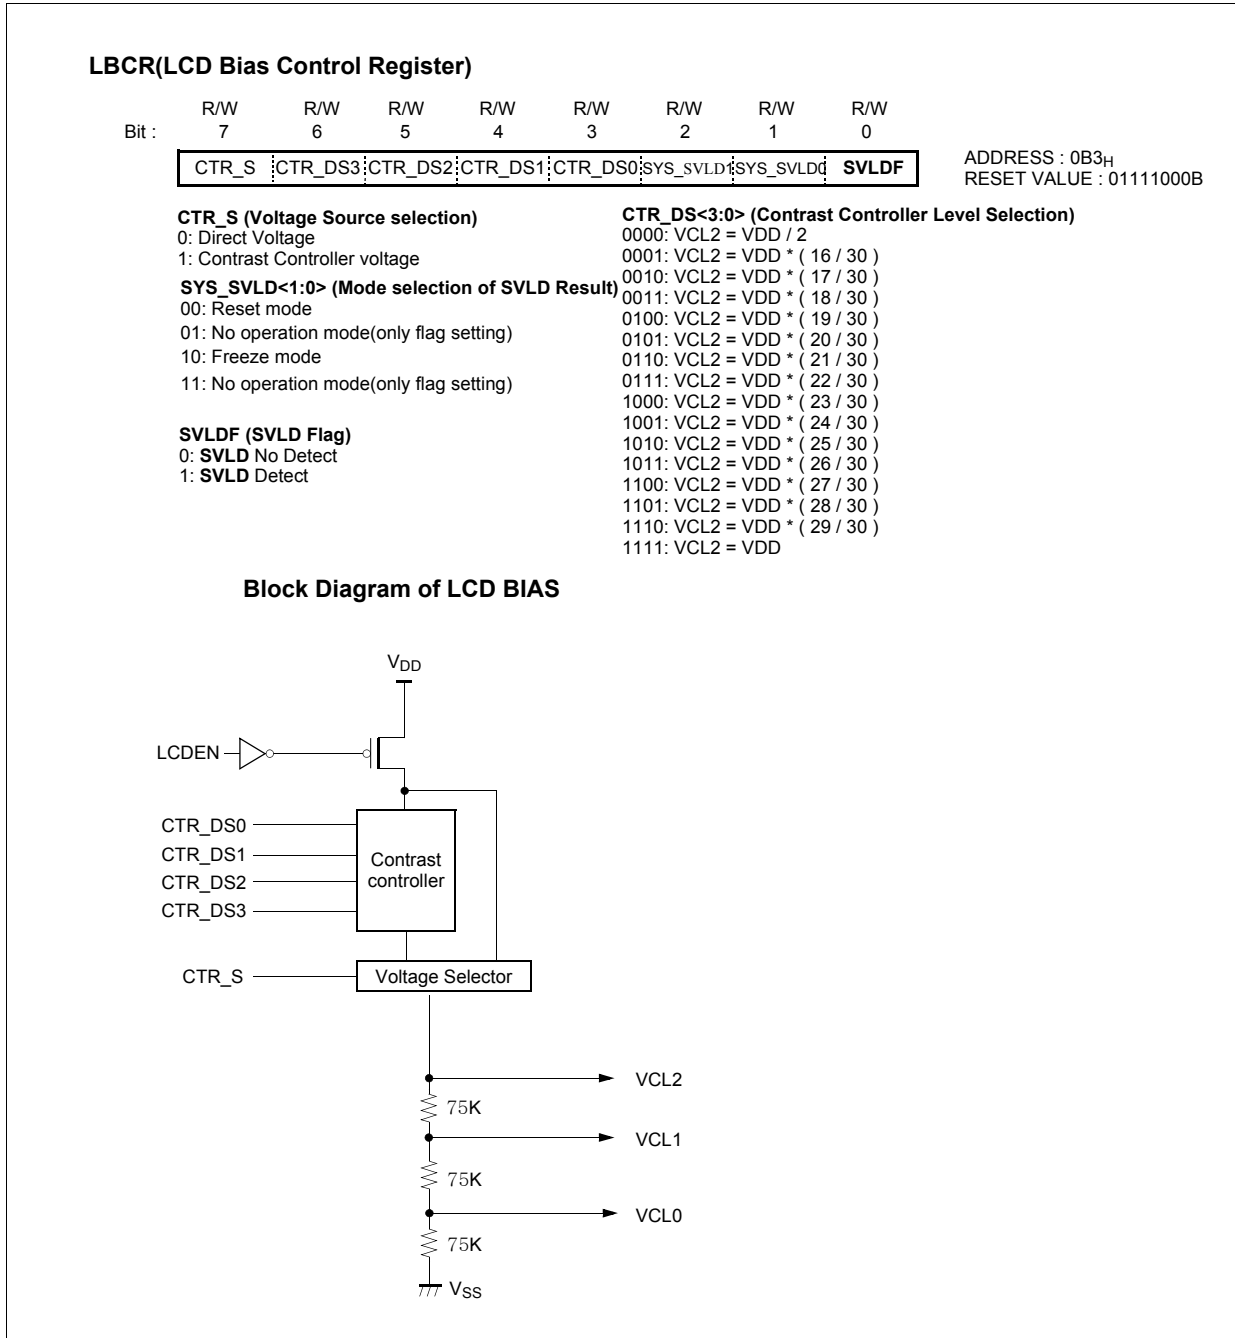 LBCR(LCD Bias Control Register)
R/W R/W R/W R/W R/W R/W R/W R/W
Bit : 7 6 5 4 3 2 1 0
CTR_S CTR_DS3 CTR_DS2 CTR_DS1 CTR_DS0 SYS_SVLD1 SYS_SVLD0 SVLDF
ADDRESS : 0B3H
RESET VALUE : 01111000B
CTR_S (Voltage Source selection)
0: Direct Voltage
1: Contrast Controller voltage
SYS_SVLD<1:0> (Mode selection of SVLD Result)
00: Reset mode
01: No operation mode(only flag setting)
10: Freeze mode
11: No operation mode(only flag setting)
SVLDF (SVLD Flag)
0: SVLD No Detect
1: SVLD Detect
CTR_DS<3:0> (Contrast Controller Level Selection)
0000: VCL2 = VDD / 2
0001: VCL2 = VDD * ( 16 / 30 )
0010: VCL2 = VDD * ( 17 / 30 )
0011: VCL2 = VDD * ( 18 / 30 )
0100: VCL2 = VDD * ( 19 / 30 )
0101: VCL2 = VDD * ( 20 / 30 )
0110: VCL2 = VDD * ( 21 / 30 )
0111: VCL2 = VDD * ( 22 / 30 )
1000: VCL2 = VDD * ( 23 / 30 )
1001: VCL2 = VDD * ( 24 / 30 )
1010: VCL2 = VDD * ( 25 / 30 )
1011: VCL2 = VDD * ( 26 / 30 )
1100: VCL2 = VDD * ( 27 / 30 )
1101: VCL2 = VDD * ( 28 / 30 )
1110: VCL2 = VDD * ( 29 / 30 )
1111: VCL2 = VDD
Block Diagram of LCD BIAS
VDD
LCDEN
CTR_DS0
CTR_DS1
CTR_DS2
CTR_DS3
Contrast
controller
CTR_S
Voltage Selector
VCL2
75K
VCL1
75K
VCL0
75K
VSS